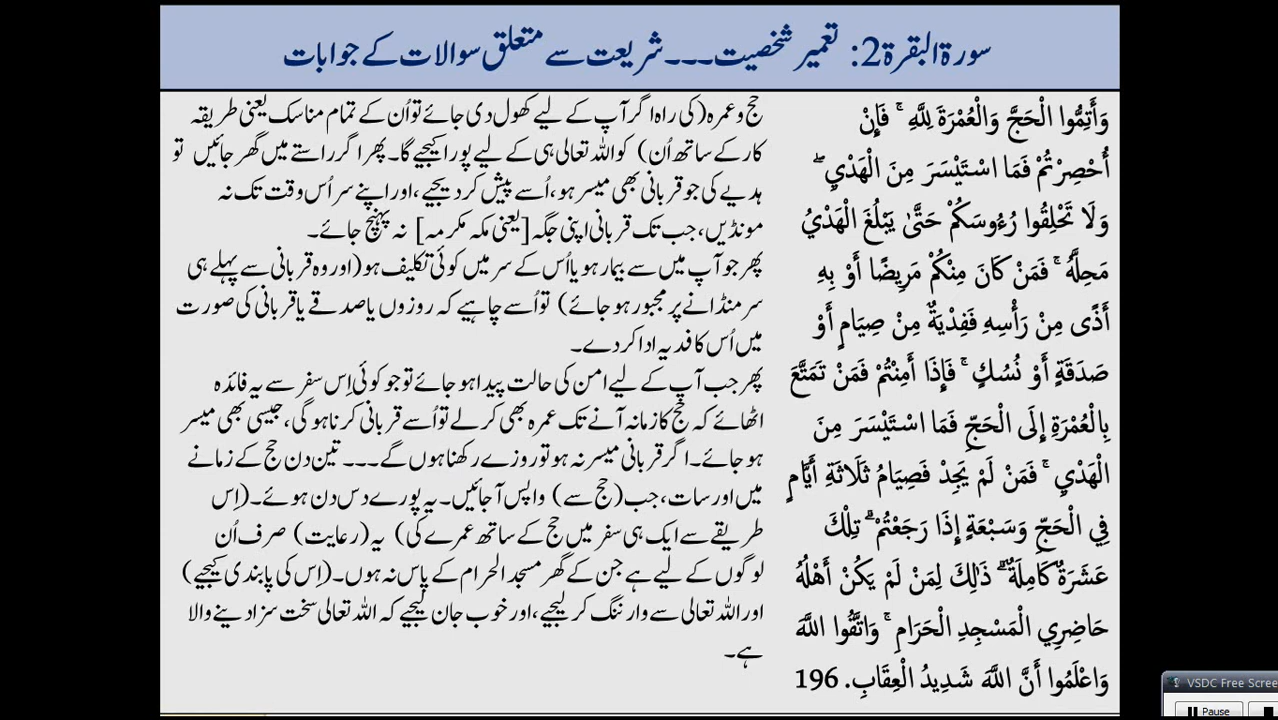 سورۃ البقرۃ 2: تعمیر شخصیت۔۔۔شریعت سے متعلق سوالات کے جوابات
وَأَتِمُّوا الْحَجَّ وَالْعُمْرَةَ لِلَّهِ ۚ فَإِنْ
أُحْصِرْتُمْ فَمَا اسْتَيْسَرَ مِنَ الْهَدْيِ ۖ
وَلَا تَحْلِقُوا رُءُوسَكُمْ حَتَّىٰ يَبْلُغَ الْهَدْيُ
مَحِلَّهُ ۚ فَمَنْ كَانَ مِنْكُمْ مَرِيضًا أَوْ بِهِ
أَذًى مِنْ رَأْسِهِ فَفِدْيَةٌ مِنْ صِيَامٍ أَوْ
صَدَقَةٍ أَوْ نُسُكٍ ۚ فَإِذَا أَمِنْتُمْ فَمَنْ تَمَتَّعَ
بِالْعُمْرَةِ إِلَى الْحَجِّ فَمَا اسْتَيْسَرَ مِنَ
الْهَدْيِ ۚ فَمَنْ لَمْ يَجِدْ فَصِيَامُ ثَلَاثَةِ أَيَّامٍ
فِي الْحَجِّ وَسَبْعَةٍ إِذَا رَجَعْتُمْ ۗ تِلْكَ
عَشَرَةٌ كَامِلَةٌ ۗ ذَٰلِكَ لِمَنْ لَمْ يَكُنْ أَهْلُهُ
حَاضِرِي الْمَسْجِدِ الْحَرَامِ ۚ وَاتَّقُوا اللَّهَ
وَاعْلَمُوا أَنَّ اللَّهَ شَدِيدُ الْعِقَابِ. 196
حج و عمرہ (کی راہ اگر آپ کے لیے کھول دی جائے تو اُن کے تمام مناسک یعنی طریقہ
کار کے ساتھ اُن) کو اللہ تعالی ہی کے لیے پورا کیجیے گا۔ پھر اگر راستے میں گھر جائیں تو
ہدیے کی جو قربانی بھی میسر ہو، اُسے پیش کر دیجیے، اور اپنے سر اُس وقت تک نہ
مونڈیں، جب تک قربانی اپنی جگہ [یعنی مکہ مکرمہ] نہ پہنچ جائے۔
پھر جو آپ میں سے بیمار ہو یا اُس کے سر میں کوئی تکلیف ہو (اور وہ قربانی سے پہلے ہی
سر منڈانے پر مجبور ہو جائے) تو اُسے چاہیے کہ روزوں یا صدقے یا قربانی کی صورت
میں اُس کا فدیہ ادا کر دے۔
پھر جب آپ کے لیے امن کی حالت پیدا ہو جائے تو جو کوئی اِس سفر سے یہ فائدہ
اٹھائے کہ حج کا زمانہ آنے تک عمرہ بھی کر لے تو اُسے قربانی کرنا ہو گی، جیسی بھی میسر
ہو جائے۔ اگر قربانی میسر نہ ہو تو روزے رکھنا ہوں گے۔۔۔ تین دن حج کے زمانے
میں اور سات، جب (حج سے) واپس آ جائیں۔ یہ پورے دس دن ہوئے۔ (اِس
طریقے سے ایک ہی سفر میں حج کے ساتھ عمرے کی) یہ (رعایت) صرف اُن
لوگوں کے لیے ہے جن کے گھر مسجد الحرام کے پاس نہ ہوں۔ (اِس کی پابندی کیجیے)
اور اللہ تعالی سے وارننگ کر لیجیے، اور خوب جان لیجیے کہ اللہ تعالی سخت سزا دینے والا
ہے۔
VSDC Free Scree
Pause